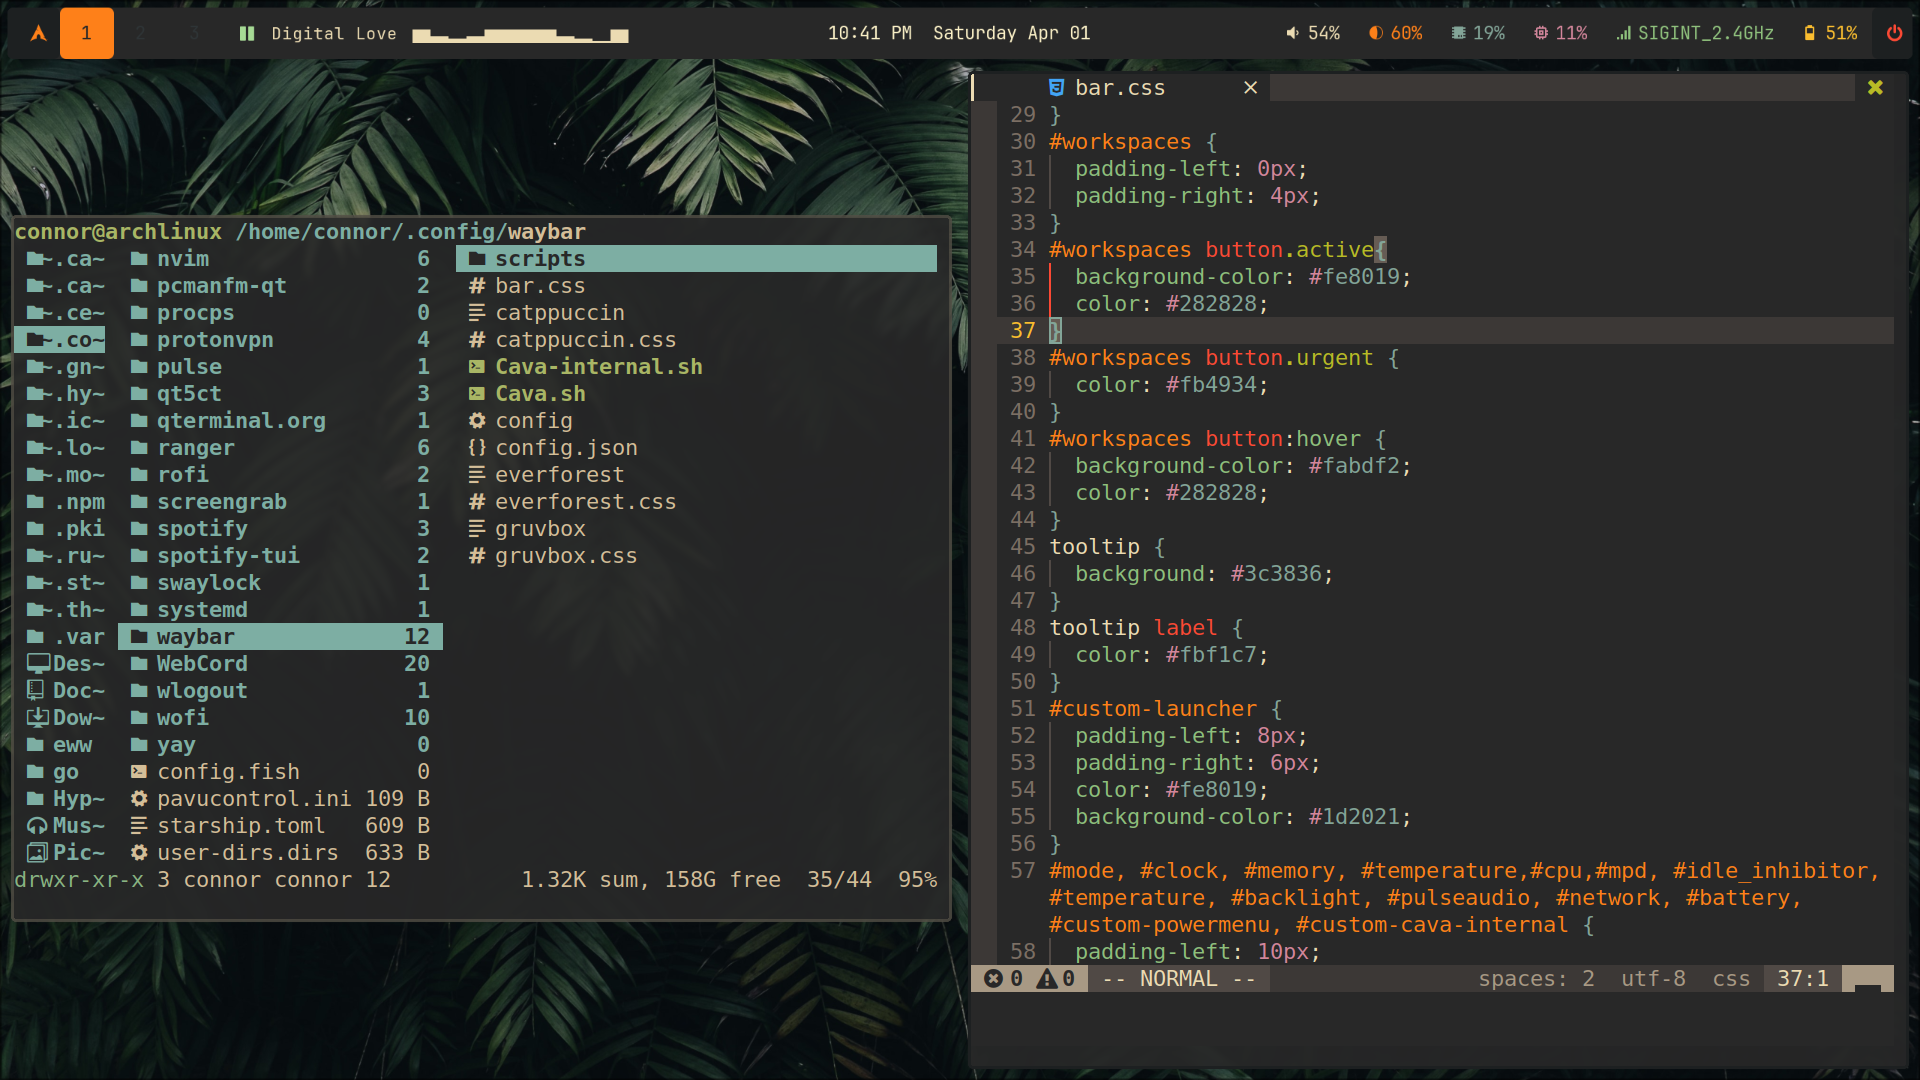 1 2 3 Digital Love 10:41 PM Saturday Apr 01 54% 60% 19% 11% SIGINT_2.4GHz 51%
connor@archlinux /home/connor/.config/waybar
~.ca~ nvim 6 scripts
~.ca~ pcmanfm-qt 2 # bar.css
~.ce~ procps 0 catppuccin
~.co~ protonvpn 4 # catppuccin.css
~.gn~ pulse 1 Cava-internal.sh
~.hy~ qt5ct 3 Cava.sh
~.ic~ qterminal.org 1 config
~.lo~ ranger 6 {} config.json
~.mo~ rofi 2 everforest
.npm screengrab 1 # everforest.css
.pki spotify 3 gruvbox
~.ru~ spotify-tui 2 # gruvbox.css
~.st~ swaylock 1
~.th~ systemd 1
.var waybar 12
Des~ WebCord 20
Doc~ wlogout 1
Dow~ wofi 10
eww yay 0
go config.fish 0
Hyp~ pavucontrol.ini 109 B
Mus~ starship.toml 609 B
Pic~ user-dirs.dirs 633 B
drwxr-xr-x 3 connor connor 12 1.32K sum, 158G free 35/44 95%
bar.css ×
29 }
30 #workspaces {
31 padding-left: 0px;
32 padding-right: 4px;
33 }
34 #workspaces button.active{
35 background-color: #fe8019;
36 color: #282828;
37 }
38 #workspaces button.urgent {
39 color: #fb4934;
40 }
41 #workspaces button:hover {
42 background-color: #fabdf2;
43 color: #282828;
44 }
45 tooltip {
46 background: #3c3836;
47 }
48 tooltip label {
49 color: #fbf1c7;
50 }
51 #custom-launcher {
52 padding-left: 8px;
53 padding-right: 6px;
54 color: #fe8019;
55 background-color: #1d2021;
56 }
57 #mode, #clock, #memory, #temperature,#cpu,#mpd, #idle_inhibitor,
#temperature, #backlight, #pulseaudio, #network, #battery,
#custom-powermenu, #custom-cava-internal {
58 padding-left: 10px;
0 0 -- NORMAL -- spaces: 2 utf-8 css 37:1